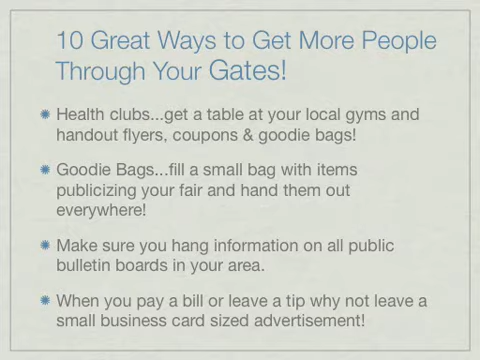 10 Great Ways to Get More People
Through Your Gates!
Health clubs...get a table at your local gyms and
handout flyers, coupons & goodie bags!
Goodie Bags...fill a small bag with items
publicizing your fair and hand them out
everywhere!
Make sure you hang information on all public
bulletin boards in your area.
When you pay a bill or leave a tip why not leave a
small business card sized advertisement!